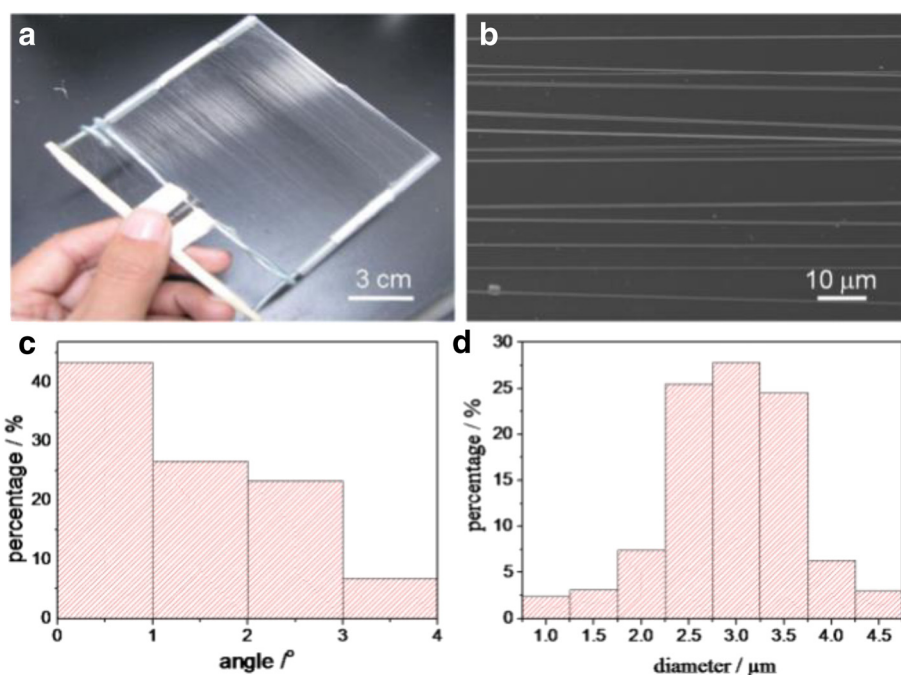 a
3 cm
b
10 μm
c
40
30
20
10
0
0 1 2 3 4
percentage / %
angle /°
d
30
25
20
15
10
5
0
1.0 1.5 2.0 2.5 3.0 3.5 4.0 4.5
percentage / %
diameter / μm